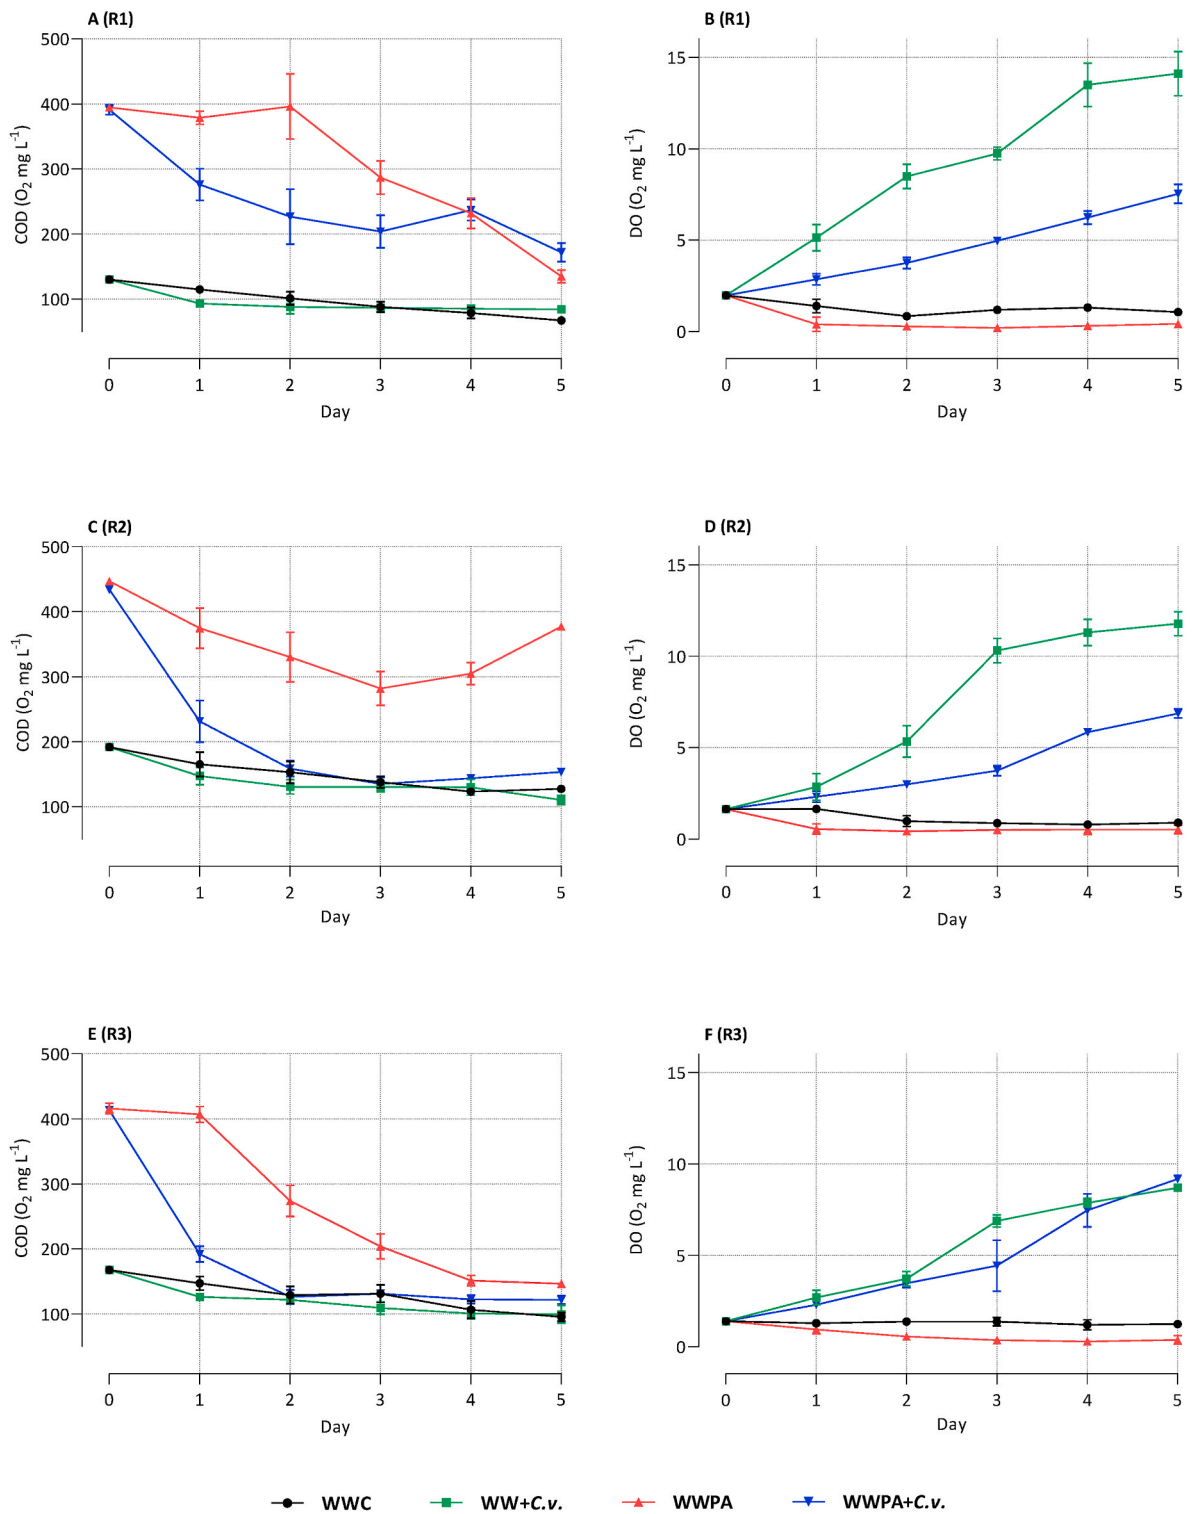 A (R1)
500
400
300
200
100
COD (O₂ mg L⁻¹)
0 1 2 3 4 5
Day
B (R1)
15
10
5
0
DO (O₂ mg L⁻¹)
0 1 2 3 4 5
Day
C (R2)
500
400
300
200
100
COD (O₂ mg L⁻¹)
0 1 2 3 4 5
Day
D (R2)
15
10
5
0
DO (O₂ mg L⁻¹)
0 1 2 3 4 5
Day
E (R3)
500
400
300
200
100
COD (O₂ mg L⁻¹)
0 1 2 3 4 5
Day
F (R3)
15
10
5
0
DO (O₂ mg L⁻¹)
0 1 2 3 4 5
Day
WWC WW+C.v. WWPA WWPA+C.v.